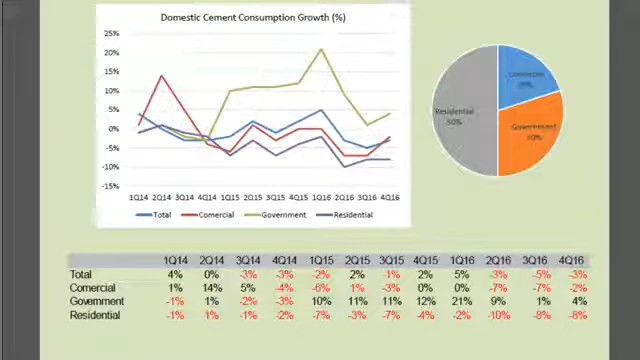 Domestic Cement Consumption Growth (%)
25%
20%
15%
10%
5%
0%
-5%
-10%
-15%
1Q14 2Q14 3Q14 4Q14 1Q15 2Q15 3Q15 4Q15 1Q16 2Q16 3Q16 4Q16
Total Comercial Government Residential
Residential
50%
Government
1Q14 2Q14 3Q14 4Q14 1Q15 2Q15 3Q15 4Q15 1Q16 2Q16 3Q16 4Q16
Total 4% 0% -3% -3% -2% 2% 1% 2% 5% -3% -5% -3%
Comercial 1% 14% 5% -4% -6% 1% -3% 0% 0% -7% -7% -2%
Government -1% 1% -2% -3% 10% 11% 11% 12% 21% 9% 1% 4%
Residential -1% 1% -1% -2% -7% -3% -7% -4% -2% -10% -8% -8%